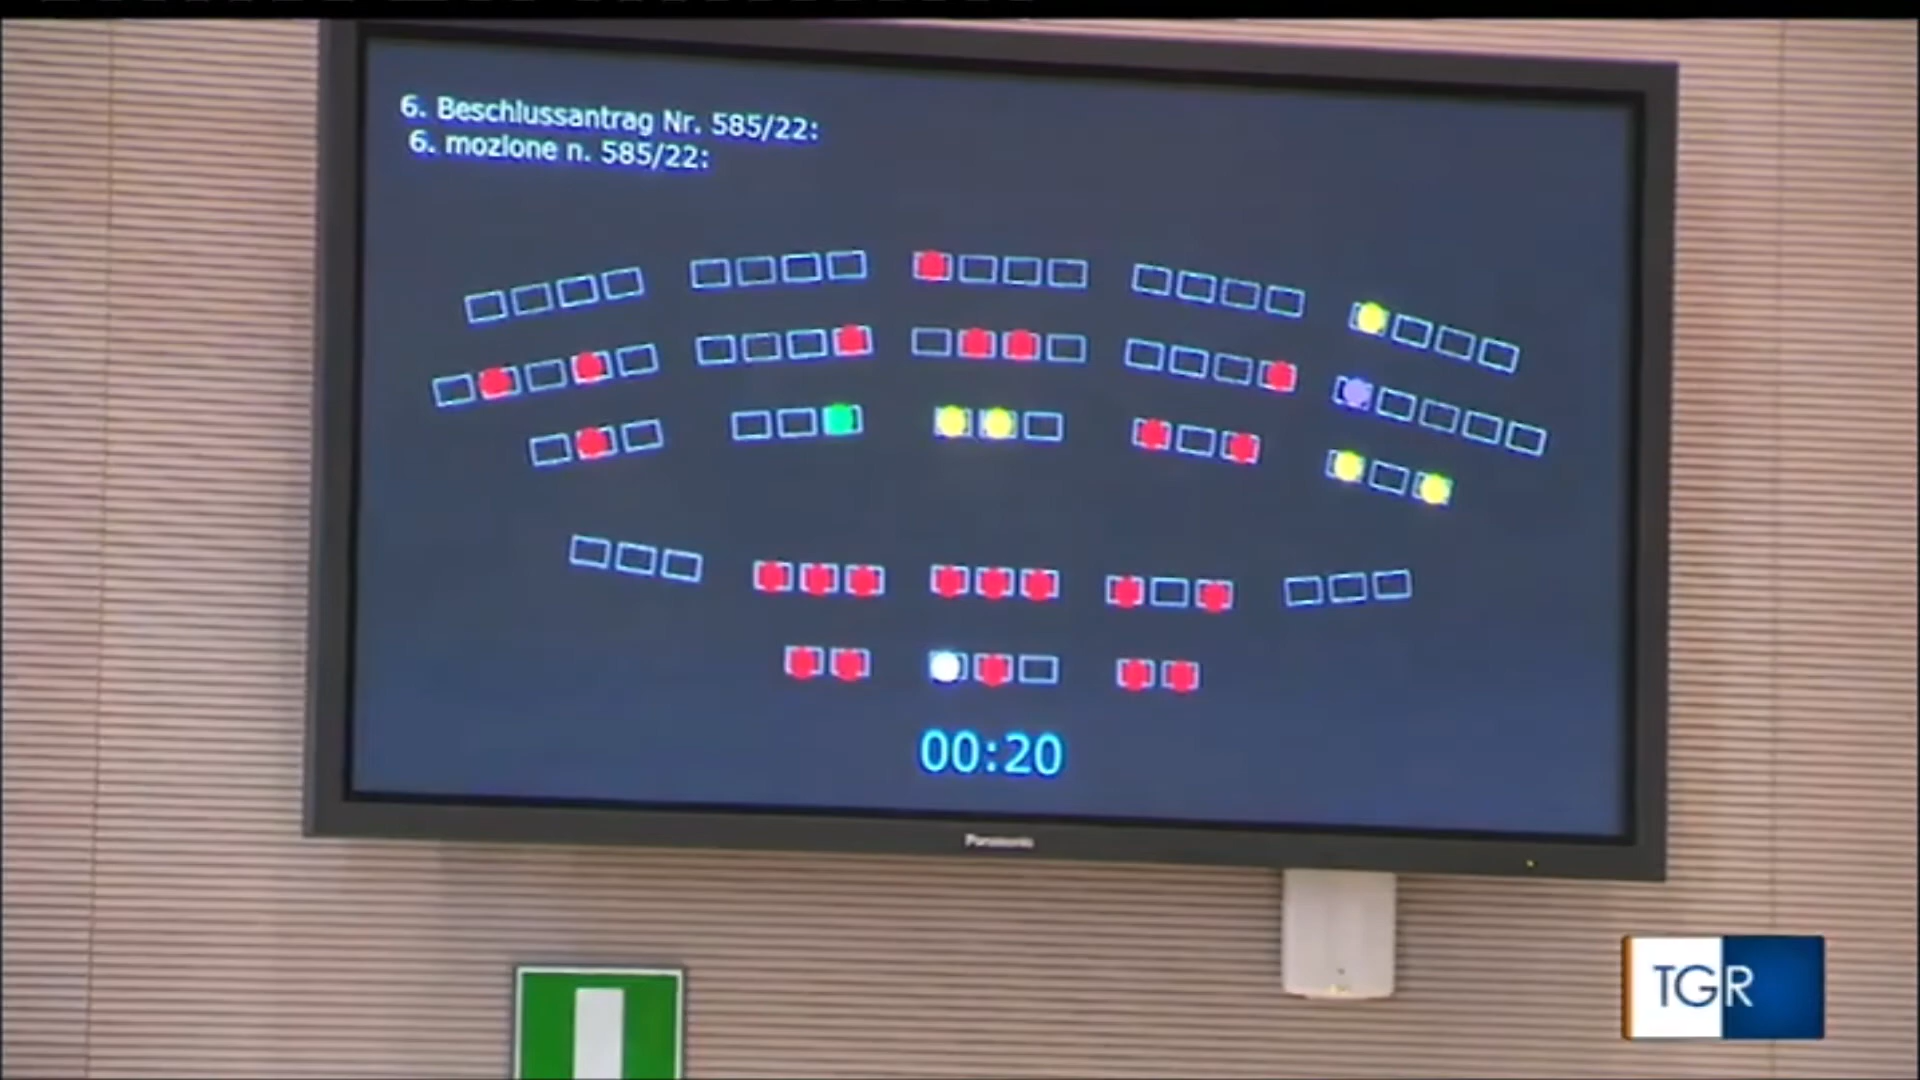 6. Beschlussantrag Nr. 585/22:
6. mozione n. 585/22:
00:20
Panasonic
TGR